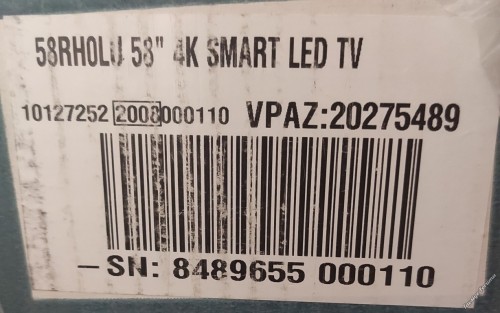 58RHOLU 58" 4K SMART LED TV
10127252 2008000110 VPAZ:20275489
–SN: 8489655 000110